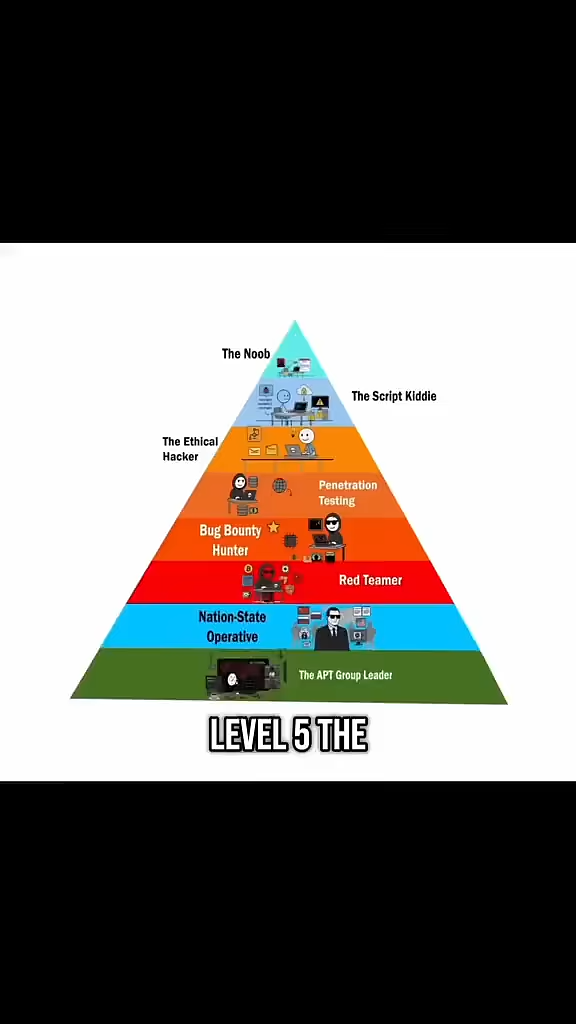 The Noob
The Script Kiddie
The Ethical
Hacker
Penetration
Testing
Bug Bounty
Hunter
Red Teamer
Nation-State
Operative
The APT Group Leader
LEVEL 5 THE